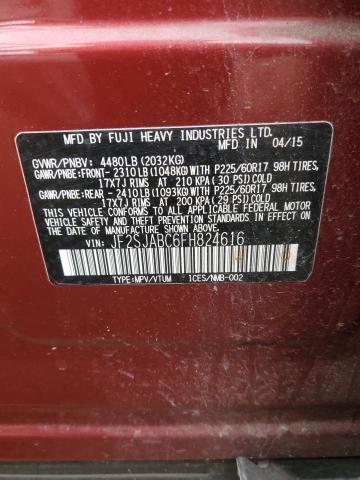 MFD BY FUJI HEAVY INDUSTRIES LTD.
MFD IN 04/15
GVWR/PNBV: 4480LB (2032KG)
GAWR/PNBE:FRONT- 2310LB(1048KG)WITH P225/60R17 98H TIRES,
17X7J RIMS AT 210 KPA(30 PSI)COLD
GAWR/PNBE:REAR - 2410LB(1093KG)WITH P225/60R17 98H TIRES,
17X7J RIMS AT 200 KPA(29 PSI)COLD
THIS VEHICLE CONFORMS TO ALL APPLICABLE FEDERAL MOTOR
VEHICLE SAFETY STANDARDS IN EFFECT ON THE DATE OF
MANUFACTURE SHOWN ABOVE.
VIN: JF2SJABC6FH824616
TYPE:MPV/VTUM ICES/NMB-002